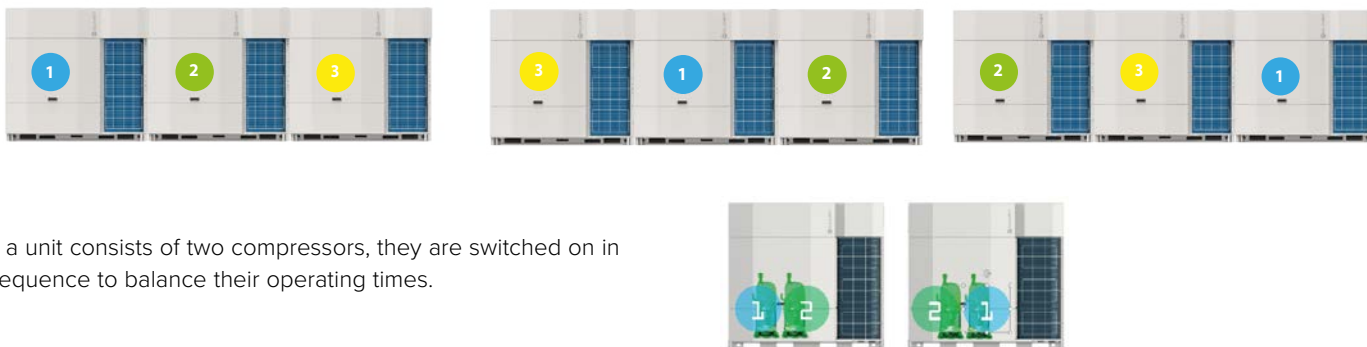 1 2 3 3 1 2 2 3 1
a unit consists of two compressors, they are switched on in
equence to balance their operating times.
1 2 2 1